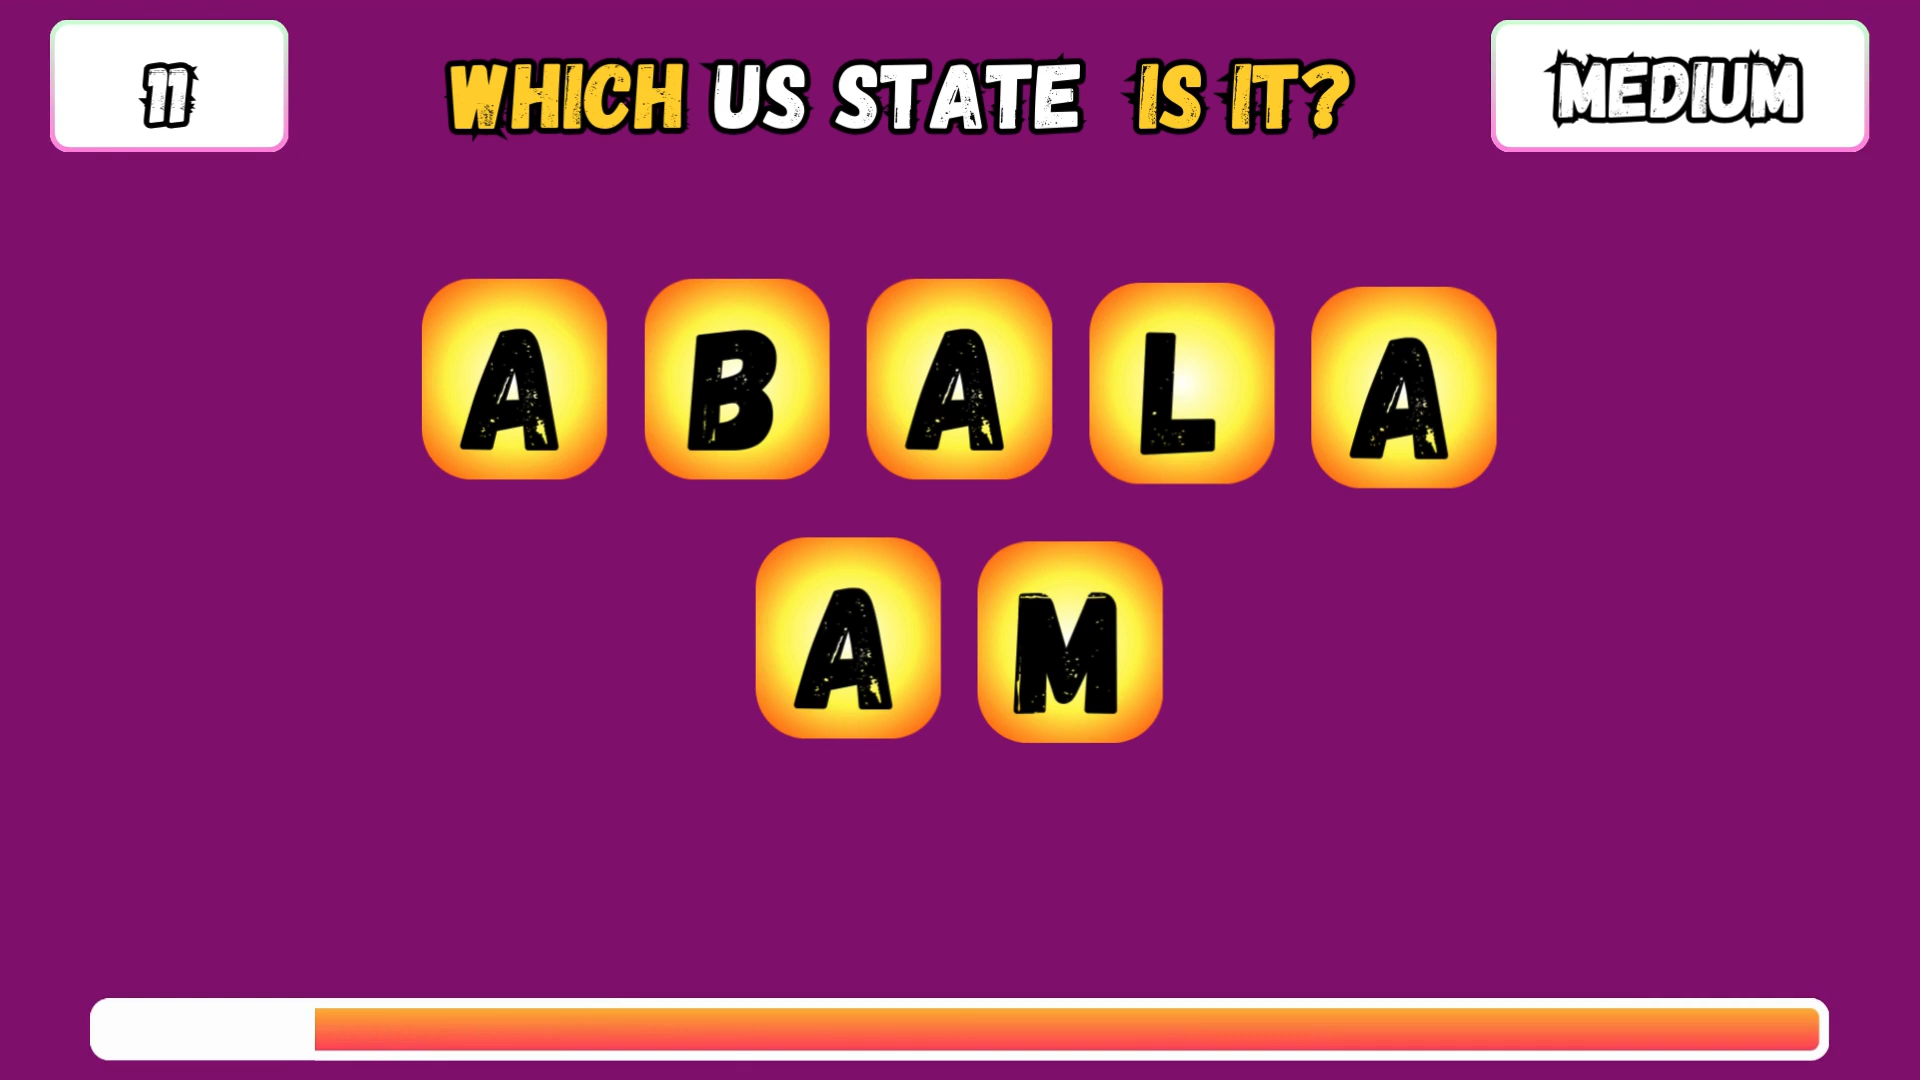 11
WHICH US STATE IS IT?
MEDIUM
A B A L A
A M